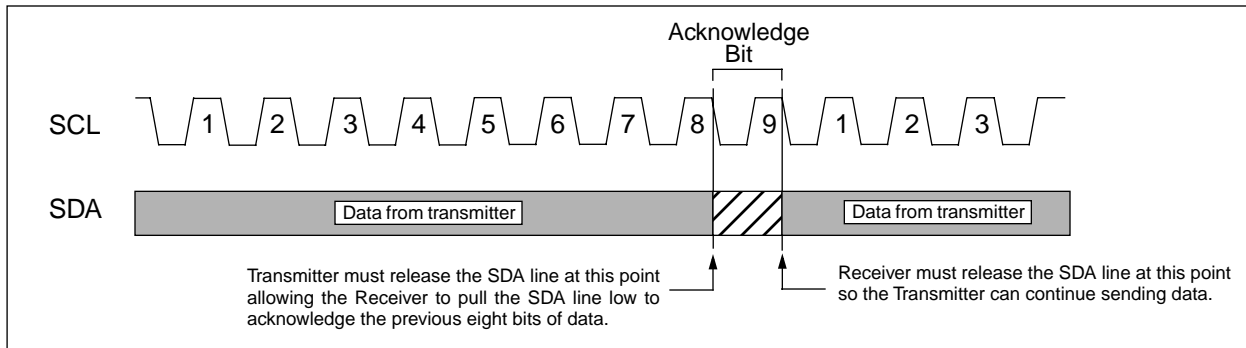 Acknowledge
Bit
SCL 1 2 3 4 5 6 7 8 9 1 2 3
SDA Data from transmitter Data from transmitter
Transmitter must release the SDA line at this point
allowing the Receiver to pull the SDA line low to
acknowledge the previous eight bits of data.
Receiver must release the SDA line at this point
so the Transmitter can continue sending data.